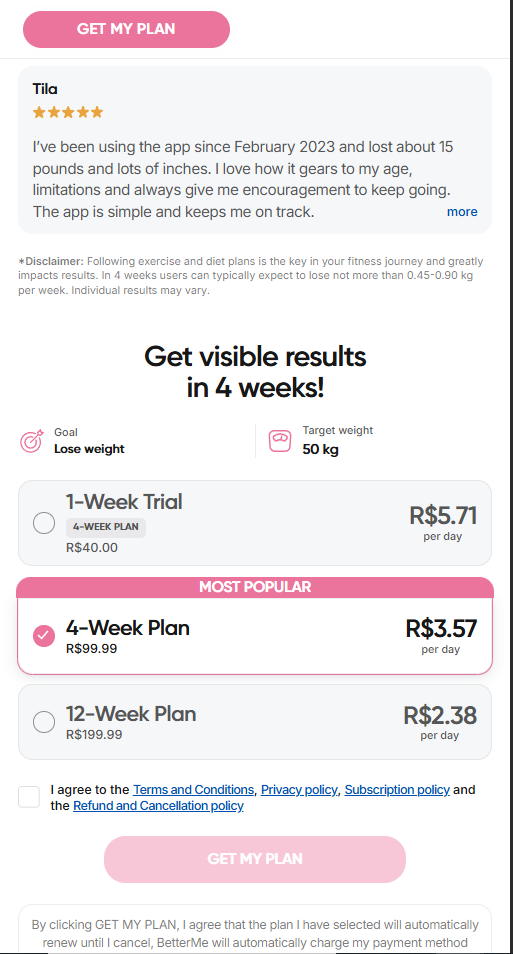 GET MY PLAN
Tila
I've been using the app since February 2023 and lost about 15
pounds and lots of inches. I love how it gears to my age,
limitations and always give me encouragement to keep going.
The app is simple and keeps me on track.
more
*Disclaimer: Following exercise and diet plans is the key in your fitness journey and greatly
impacts results. In 4 weeks users can typically expect to lose not more than 0.45-0.90 kg
per week. Individual results may vary.
Get visible results
in 4 weeks!
Goal
Lose weight
Target weight
50 kg
1-Week Trial
4-WEEK PLAN
R$40.00
R$5.71
per day
MOST POPULAR
4-Week Plan
R$99.99
R$3.57
per day
12-Week Plan
R$199.99
R$2.38
per day
I agree to the Terms and Conditions, Privacy policy, Subscription policy and
the Refund and Cancellation policy
GET MY PLAN
By clicking GET MY PLAN, I agree that the plan I have selected will automatically
renew until I cancel, BetterMe will automatically charge my payment method